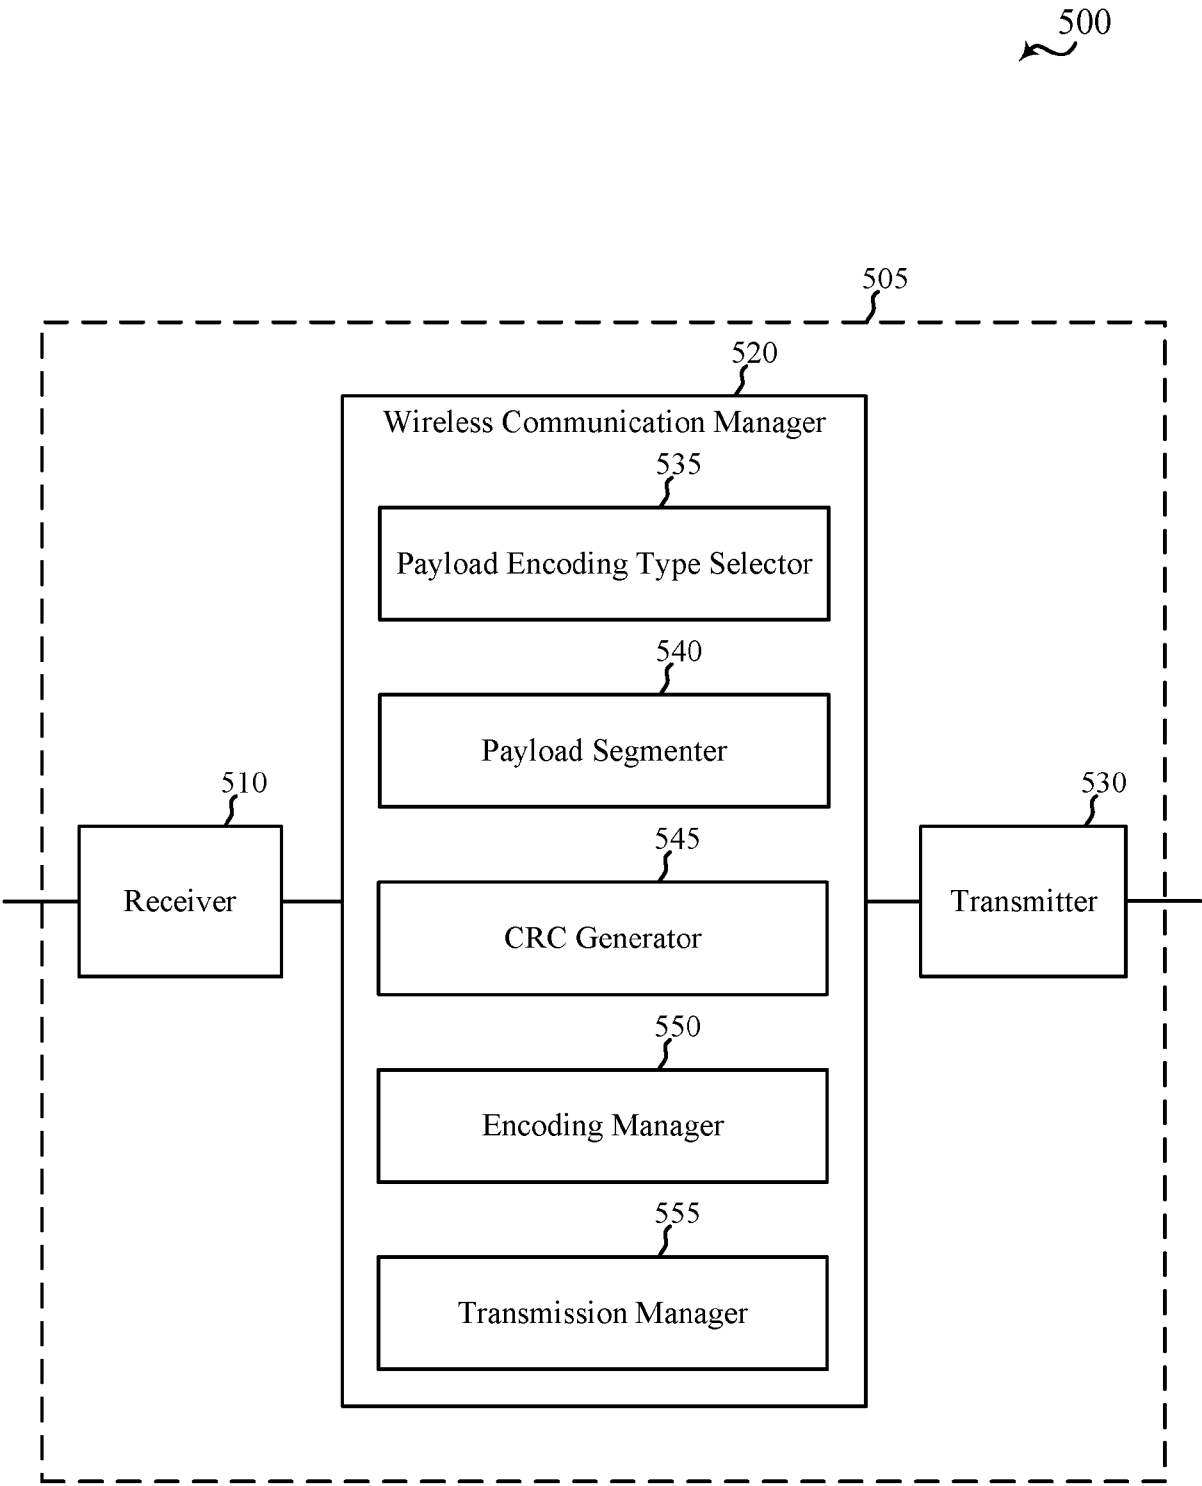 500
505
520
Wireless Communication Manager
535
Payload Encoding Type Selector
540
Payload Segmenter
510
Receiver
545
CRC Generator
530
Transmitter
550
Encoding Manager
555
Transmission Manager